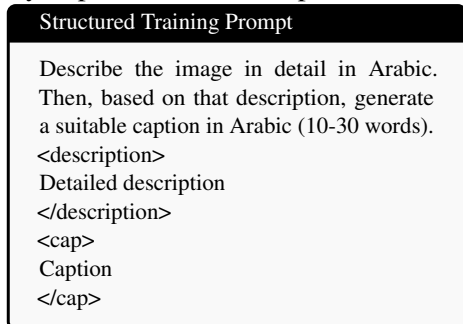 Structured Training Prompt
Describe the image in detail in Arabic.
Then, based on that description, generate
a suitable caption in Arabic (10-30 words).
<description>
Detailed description
</description>
<cap>
Caption
</cap>